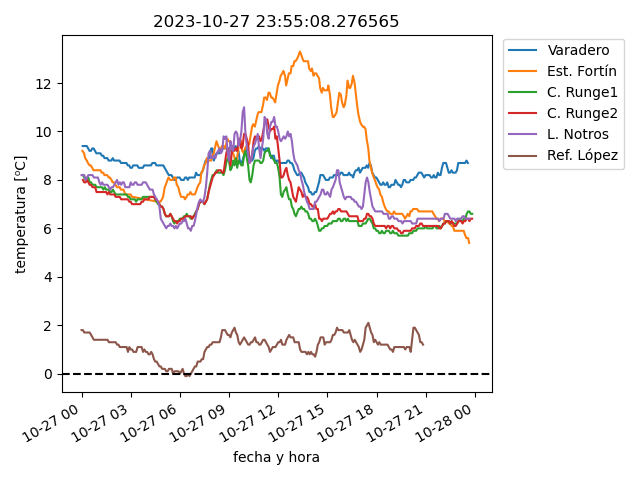 2023-10-27 23:55:08.276565
temperatura [ºC]
12
10
8
6
4
2
0
10-27 00
10-27 03
10-27 06
10-27 09
10-27 12
10-27 15
10-27 18
10-27 21
10-28 00
fecha y hora
Varadero
Est. Fortín
C. Runge1
C. Runge2
L. Notros
Ref. López